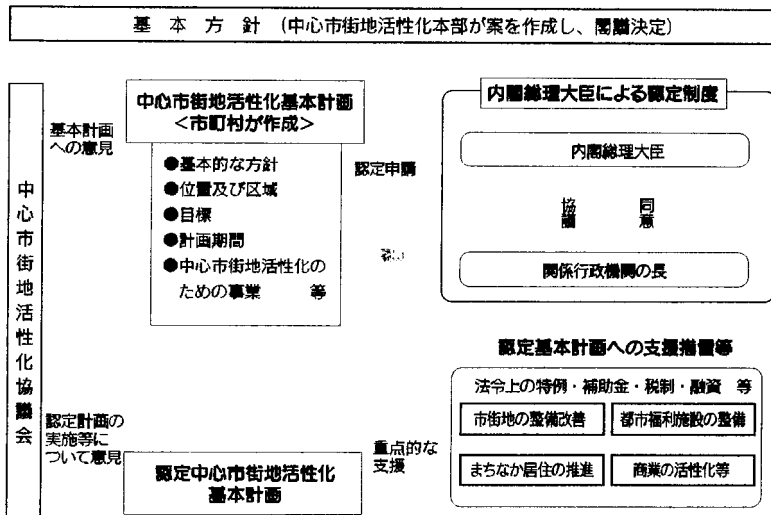 基本方針（中心市街地活性化本部が案を作成し、閣議決定）
中心市街地活性化協議会
基本計画
への意見
中心市街地活性化基本計画
＜市町村が作成＞
●基本的な方針
●位置及び区域
●目標
●計画期間
●中心市街地活性化の
ための事業　等
認定申請
内閣総理大臣による認定制度
内閣総理大臣
協議
同意
関係行政機関の長
認定計画の
実施等に
ついて意見
認定中心市街地活性化
基本計画
重点的な
支援
認定基本計画への支援措置等
法令上の特例・補助金・税制・融資　等
市街地の整備改善
都市福利施設の整備
まちなか居住の推進
商業の活性化等